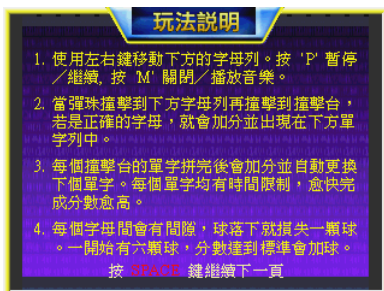 玩法説明
1. 使用左右鍵移動下方的字母列。按 'P' 暫停
／繼續, 按 'M' 關閉／播放音樂。
2. 當彈珠撞擊到下方字母列再撞擊到撞擊台，
若是正確的字母，就會加分並出現在下方單
字列中。
3. 每個撞擊台的單字拼完後會加分並自動更換
下個單字。每個單字均有時間限制，愈快完
成分數愈高。
4. 每個字母間會有間隙，球落下就損失一顆球
。一開始有六顆球，分數達到標準會加球。
按 SPACE 鍵繼續下一頁